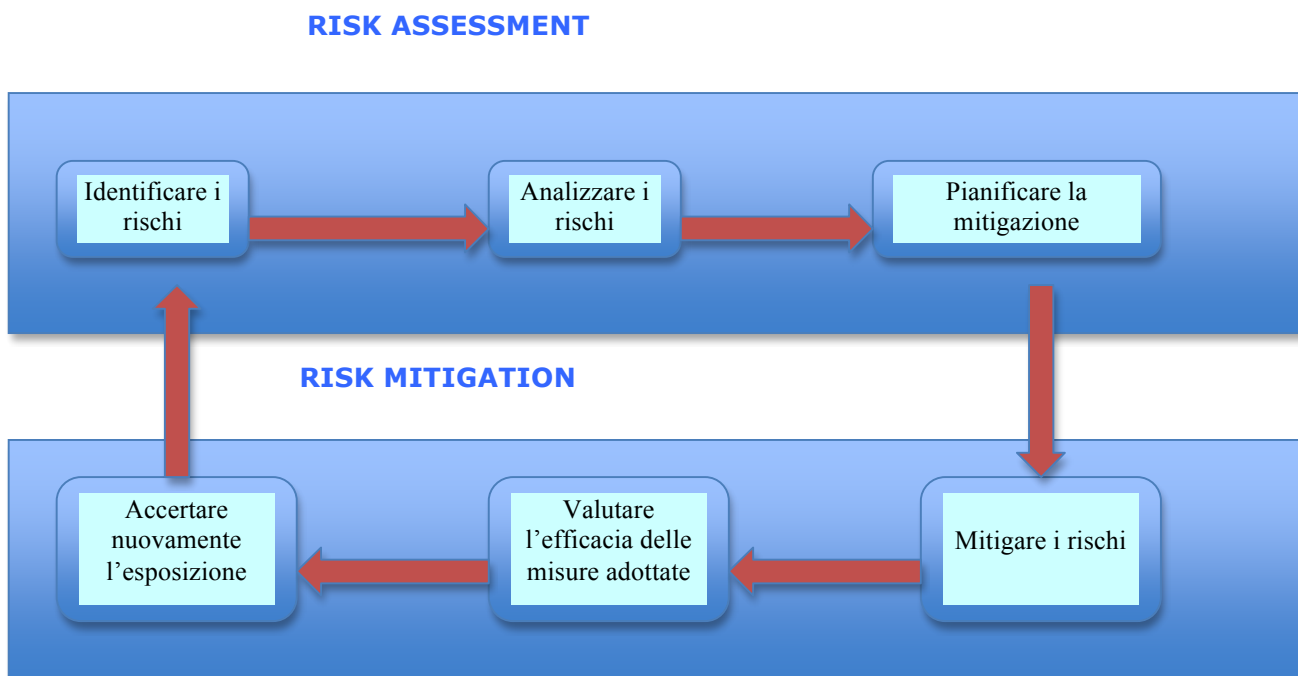 RISK ASSESSMENT
Identificare i
rischi
Analizzare i
rischi
Pianificare la
mitigazione
RISK MITIGATION
Accertare
nuovamente
l’esposizione
Valutare
l’efficacia delle
misure adottate
Mitigare i rischi